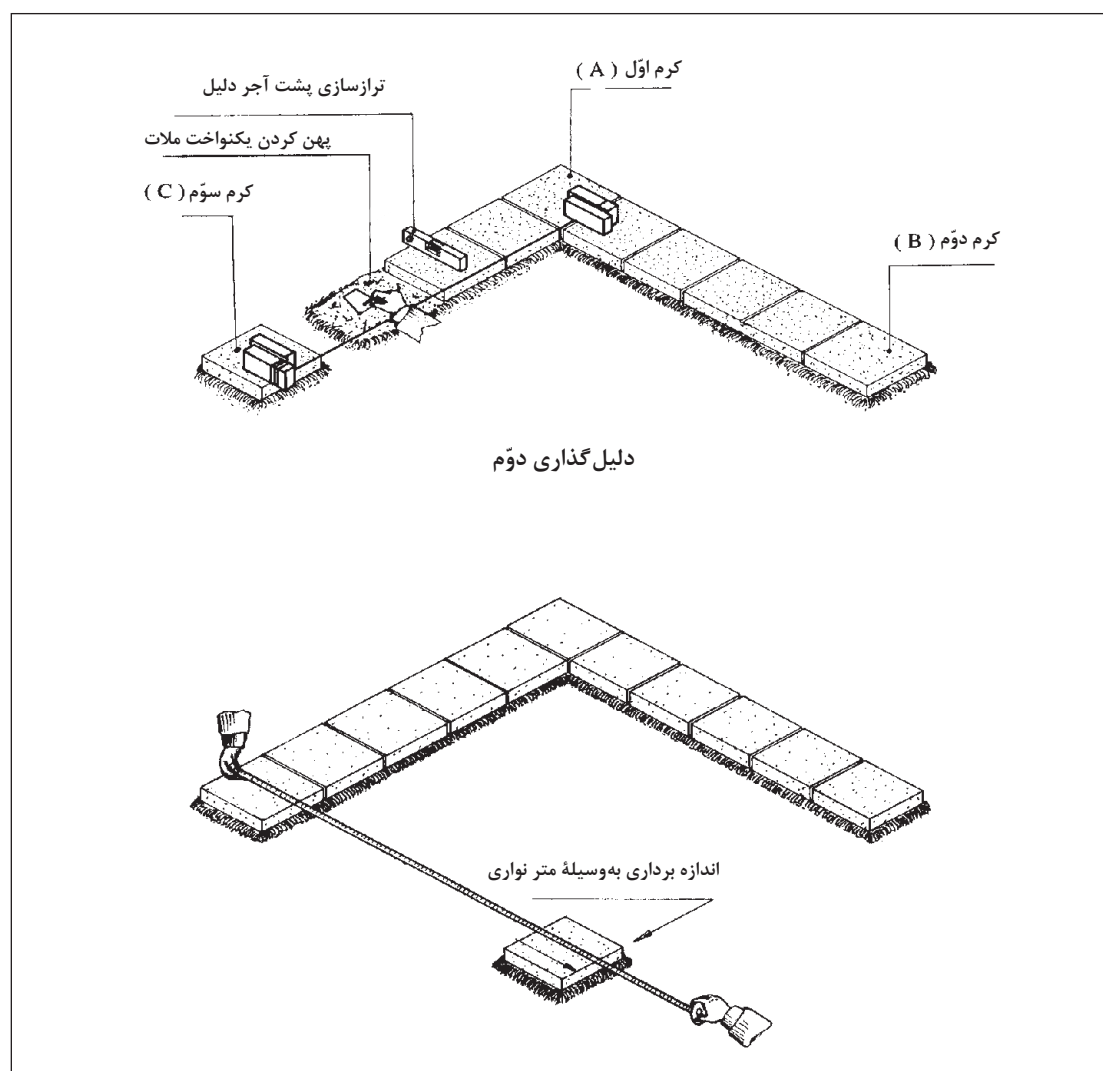 کرم اوّل ( A )
ترازسازی پشت آجر دلیل
پهن کردن یکنواخت ملات
کرم سوّم ( C )
کرم دوّم ( B )
دلیل‌گذاری دوّم
اندازه برداری به‌وسیلهٔ متر نواری